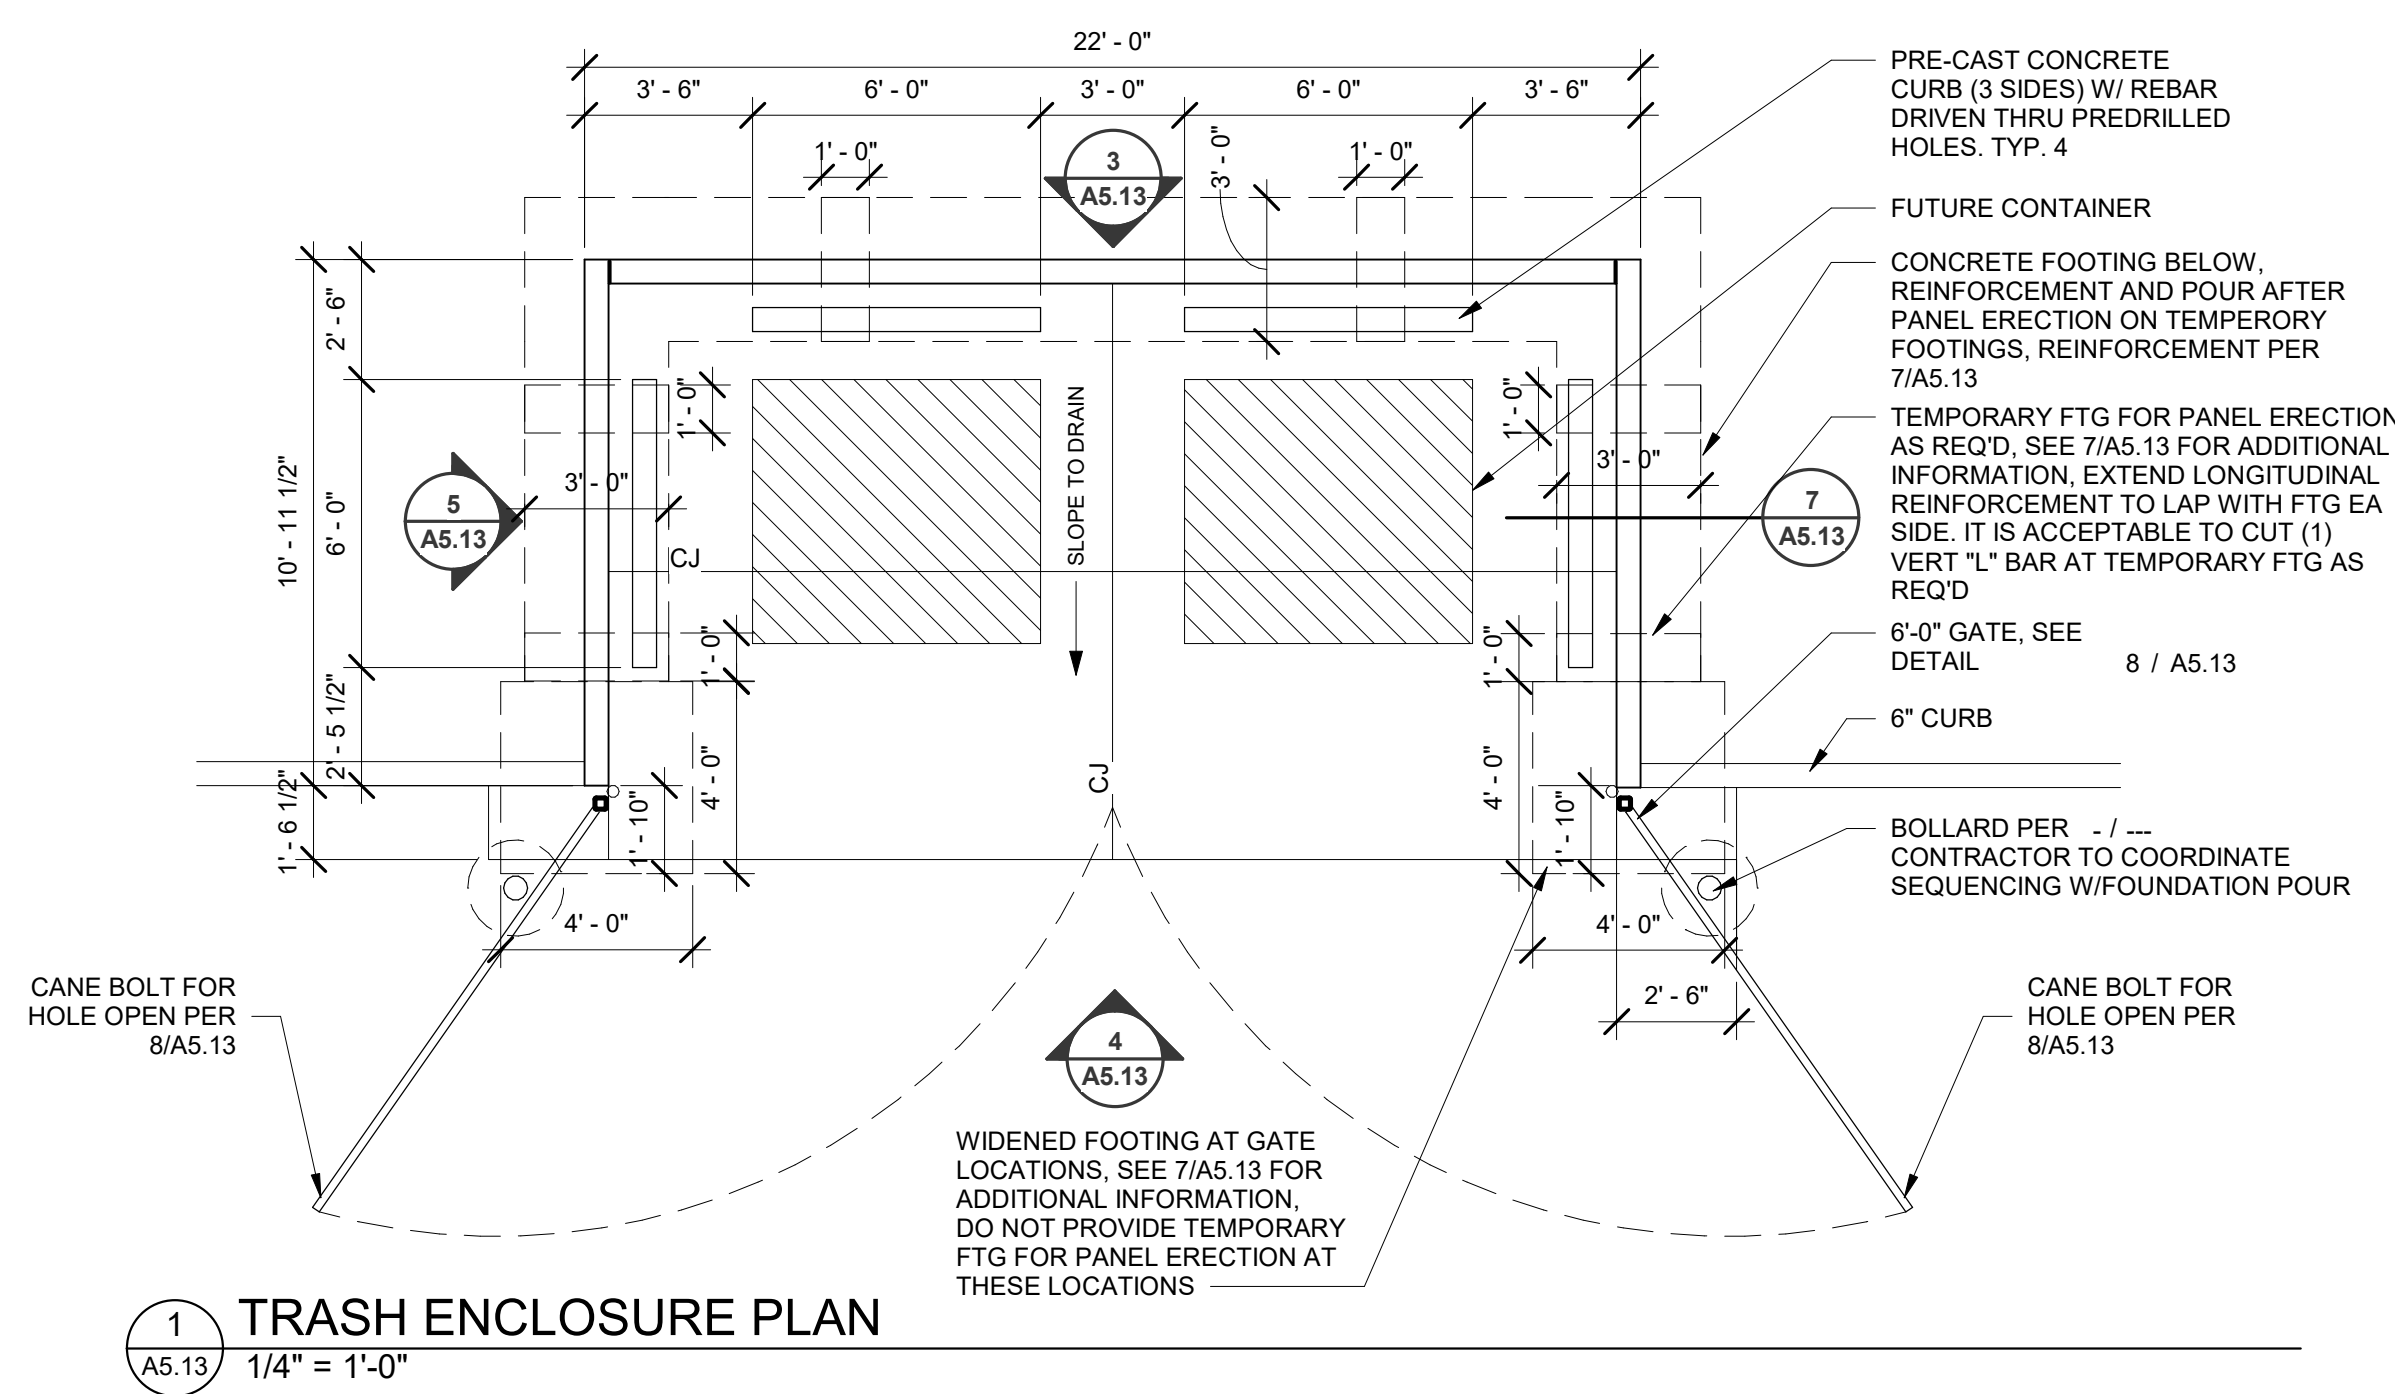 22' - 0"
3' - 6"
6' - 0"
3' - 0"
6' - 0"
3' - 6"
1' - 0"
3
A5.13
3' - 0"
1' - 0"
PRE-CAST CONCRETE
CURB (3 SIDES) W/ REBAR
DRIVEN THRU PREDRILLED
HOLES. TYP. 4
FUTURE CONTAINER
CONCRETE FOOTING BELOW,
REINFORCEMENT AND POUR AFTER
PANEL ERECTION ON TEMPERORY
FOOTINGS, REINFORCEMENT PER
7/A5.13
TEMPORARY FTG FOR PANEL ERECTION
AS REQ'D, SEE 7/A5.13 FOR ADDITIONAL
INFORMATION, EXTEND LONGITUDINAL
REINFORCEMENT TO LAP WITH FTG EA
SIDE. IT IS ACCEPTABLE TO CUT (1)
VERT "L" BAR AT TEMPORARY FTG AS
REQ'D
6'-0" GATE, SEE
DETAIL 8 / A5.13
6" CURB
BOLLARD PER - / ---
CONTRACTOR TO COORDINATE
SEQUENCING W/FOUNDATION POUR
10' - 11 1/2"
2' - 6"
6' - 0"
2' - 5 1/2"
1' - 6 1/2"
5
A5.13
3' - 0"
1' - 0"
CJ
SLOPE TO DRAIN
1' - 0"
3' - 0"
7
A5.13
1' - 0"
1' - 0"
4' - 0"
1' - 10"
CJ
4' - 0"
1' - 10"
4' - 0"
4' - 0"
2' - 6"
CANE BOLT FOR
HOLE OPEN PER
8/A5.13
4
A5.13
CANE BOLT FOR
HOLE OPEN PER
8/A5.13
WIDENED FOOTING AT GATE
LOCATIONS, SEE 7/A5.13 FOR
ADDITIONAL INFORMATION,
DO NOT PROVIDE TEMPORARY
FTG FOR PANEL ERECTION AT
THESE LOCATIONS
1
A5.13
TRASH ENCLOSURE PLAN
1/4" = 1'-0"